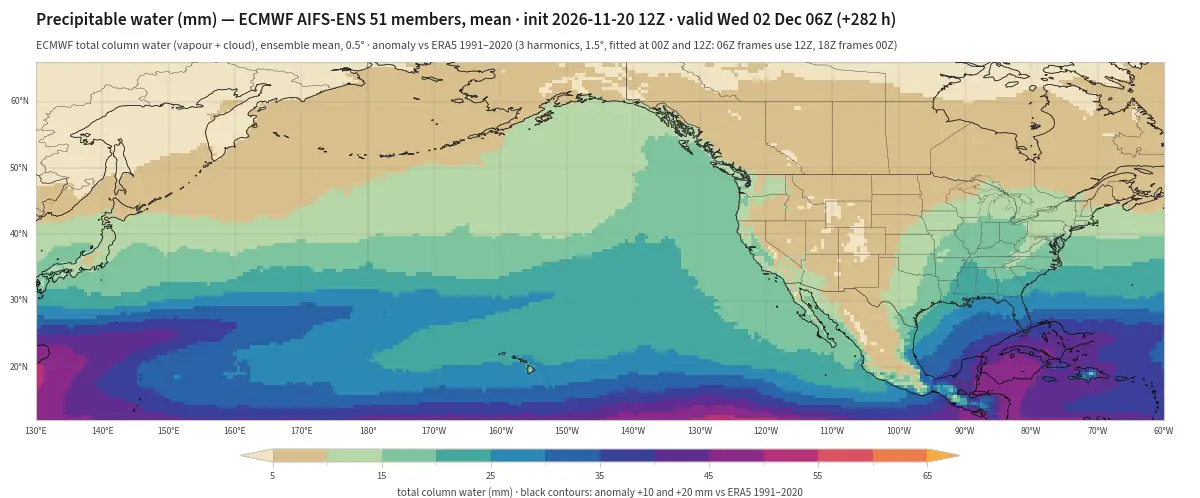 Precipitable water (mm) — ECMWF AIFS-ENS 51 members, mean · init 2026-11-20 12Z · valid Wed 02 Dec 06Z (+282 h)
ECMWF total column water (vapour + cloud), ensemble mean, 0.5° · anomaly vs ERA5 1991–2020 (3 harmonics, 1.5°, fitted at 00Z and 12Z: 06Z frames use 12Z, 18Z frames 00Z)
60°N
50°N
40°N
30°N
20°N
130°E 140°E 150°E 160°E 170°E 180° 170°W 160°W 150°W 140°W 130°W 120°W 110°W 100°W 90°W 80°W 70°W 60°W
5 15 25 35 45 55 65
total column water (mm) · black contours: anomaly +10 and +20 mm vs ERA5 1991–2020